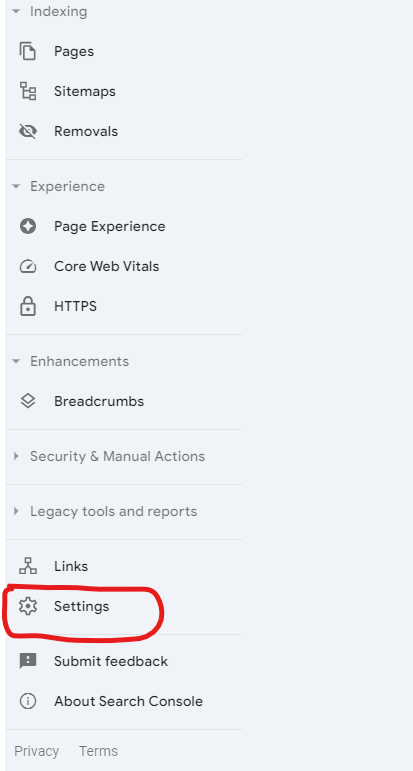 Indexing
Pages
Sitemaps
Removals
Experience
Page Experience
Core Web Vitals
HTTPS
Enhancements
Breadcrumbs
Security & Manual Actions
Legacy tools and reports
Links
Settings
Submit feedback
About Search Console
Privacy Terms